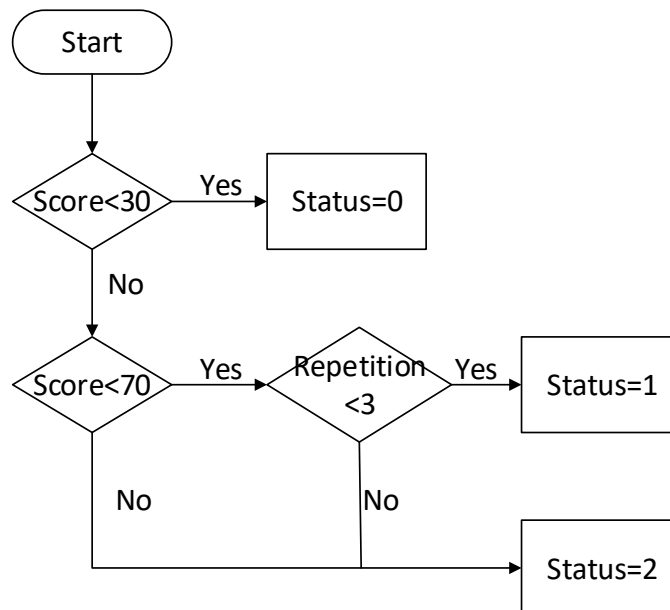 Start
Score<30
Yes
Status=0
No
Score<70
Yes
Repetition
<3
Yes
Status=1
No
No
Status=2